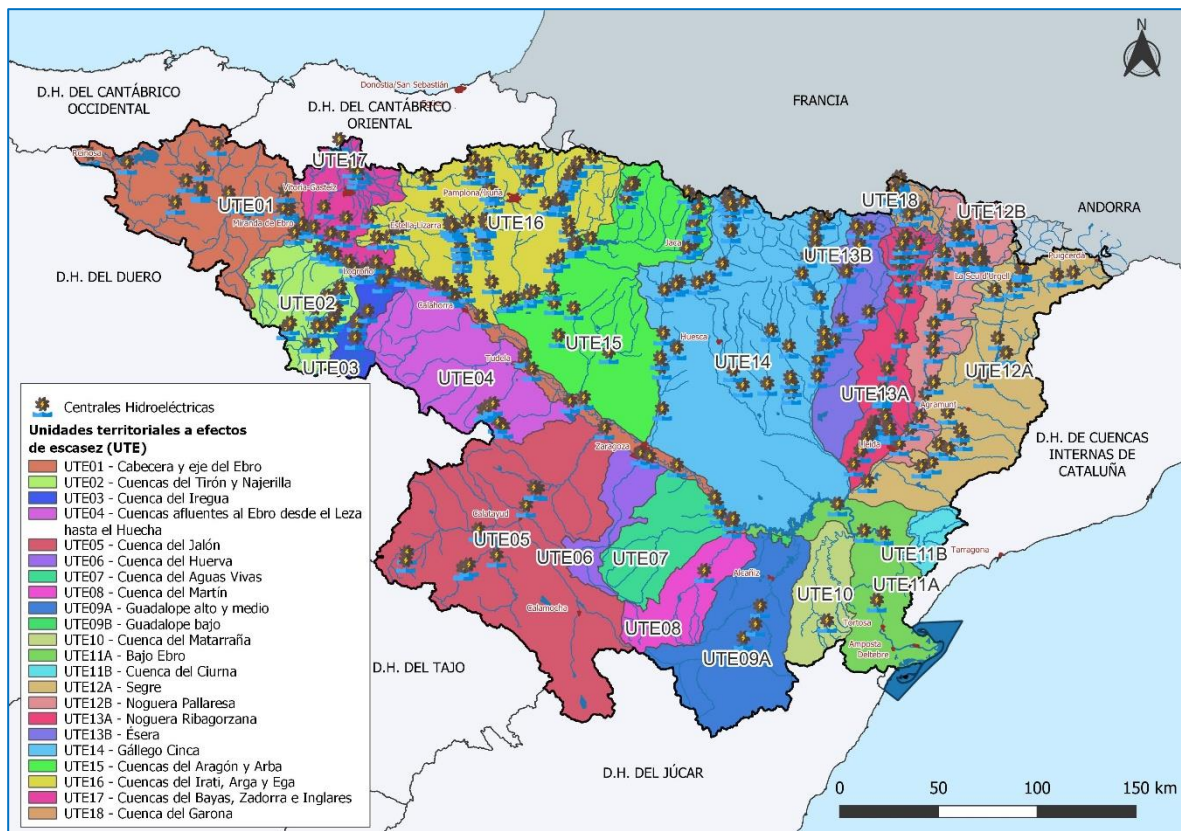 N
D.H. DEL CANTÁBRICO
OCCIDENTAL
Donostia/San Sebastián
D.H. DEL CANTÁBRICO
ORIENTAL
FRANCIA
ANDORRA
Reinosa
UTE17
Vitoria-Gasteiz
Pamplona/Iruña
UTE18
UTE12B
UTE01
Miranda de Ebro
Estella-Lizarra
UTE16
Jaca
UTE13B
Puigcerdá
La Seu d'Urgell
D.H. DEL DUERO
Logroño
UTE02
Calahorra
UTE03
UTE04
Tudela
UTE15
Huesca
UTE14
UTE13A
UTE12A
Agramunt
Lleida
D.H. DE CUENCAS
INTERNAS DE
CATALUÑA
Zaragoza
Calatayud
UTE05
UTE06
UTE07
Alcañiz
UTE10
UTE11B
Tarragona
UTE11A
Calamocha
UTE08
UTE09A
Tortosa
Amposta
Deltebre
D.H. DEL TAJO
D.H. DEL JÚCAR
Centrales Hidroeléctricas
Unidades territoriales a efectos
de escasez (UTE)
UTE01 - Cabecera y eje del Ebro
UTE02 - Cuencas del Tirón y Najerilla
UTE03 - Cuenca del Iregua
UTE04 - Cuencas afluentes al Ebro desde el Leza
hasta el Huecha
UTE05 - Cuenca del Jalón
UTE06 - Cuenca del Huerva
UTE07 - Cuenca del Aguas Vivas
UTE08 - Cuenca del Martín
UTE09A - Guadalope alto y medio
UTE09B - Guadalope bajo
UTE10 - Cuenca del Matarraña
UTE11A - Bajo Ebro
UTE11B - Cuenca del Ciurna
UTE12A - Segre
UTE12B - Noguera Pallaresa
UTE13A - Noguera Ribagorzana
UTE13B - Ésera
UTE14 - Gállego Cinca
UTE15 - Cuencas del Aragón y Arba
UTE16 - Cuencas del Irati, Arga y Ega
UTE17 - Cuencas del Bayas, Zadorra e Inglares
UTE18 - Cuenca del Garona
0 50 100 150 km